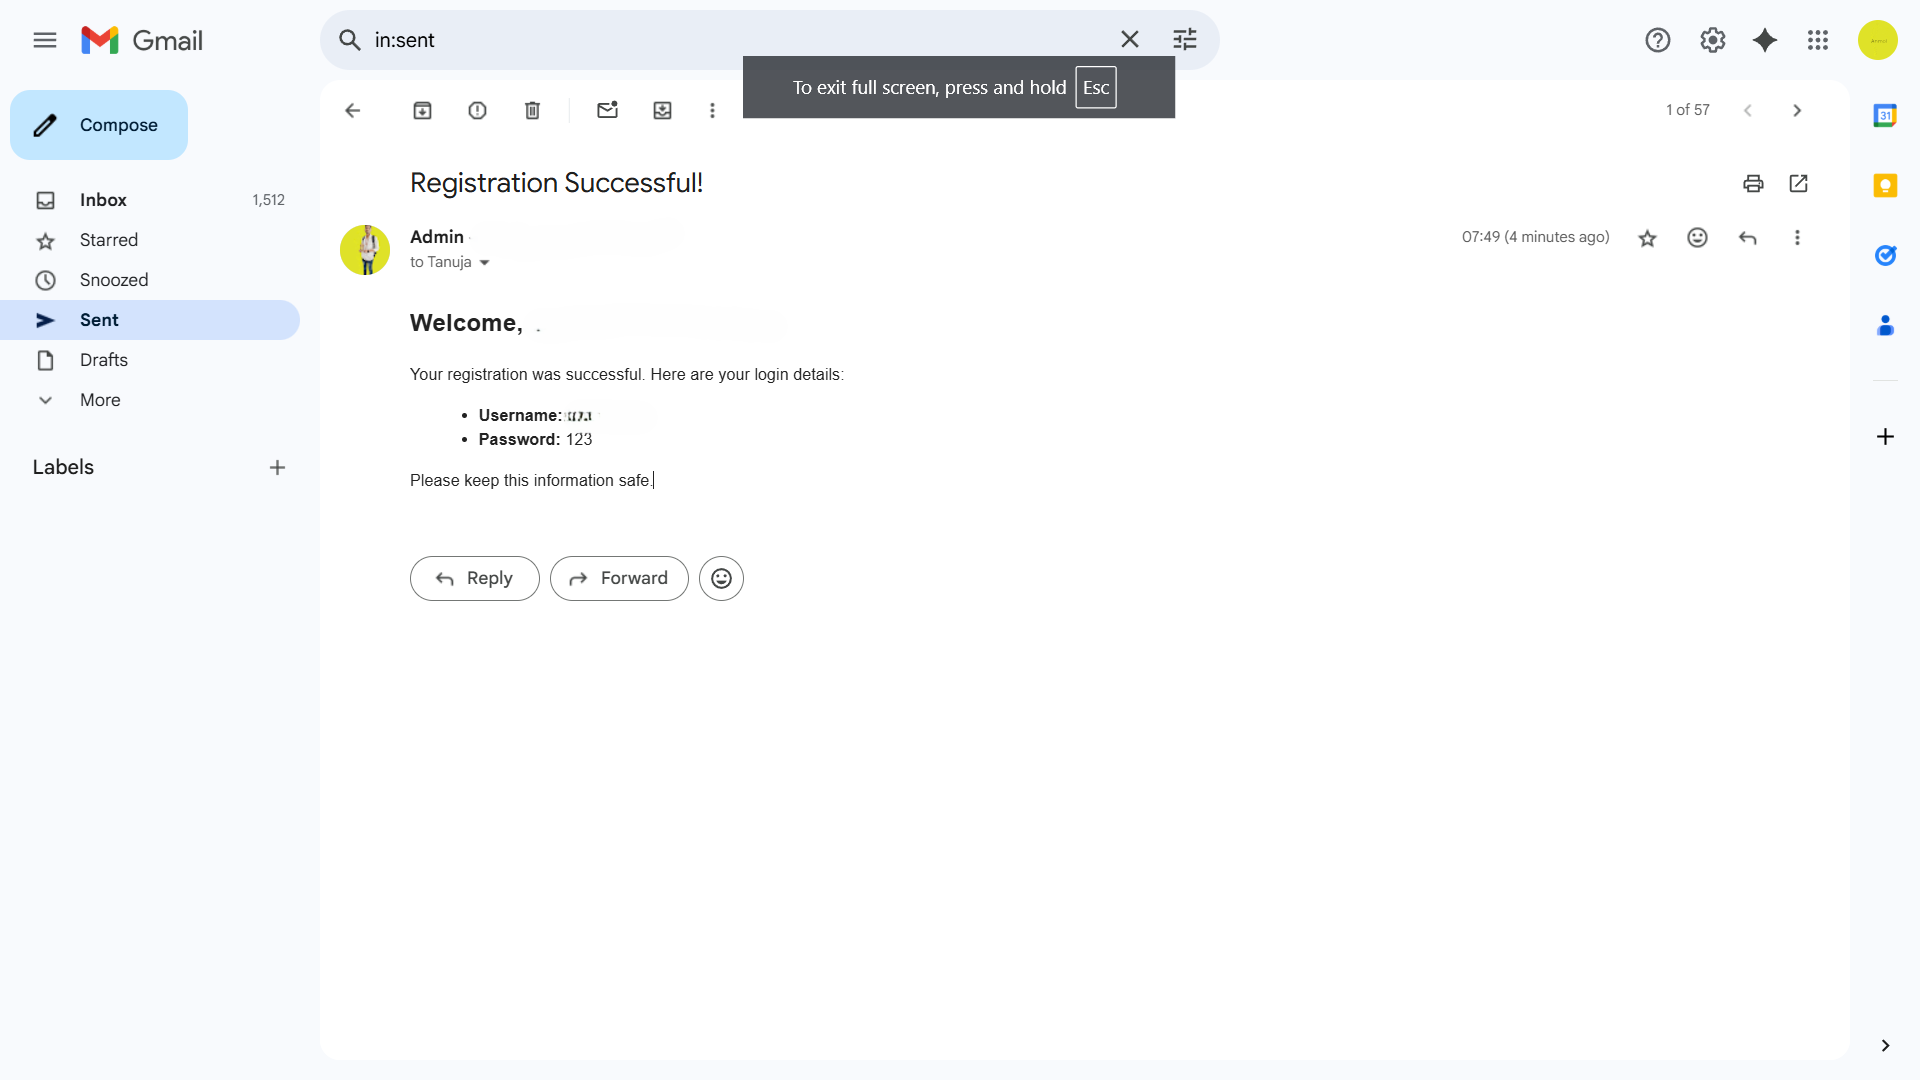 Gmail
in:sent
To exit full screen, press and hold Esc
Compose
1 of 57
31
Registration Successful!
Inbox 1,512
Starred
Snoozed
Sent
Drafts
More
Labels
Admin
07:49 (4 minutes ago)
to Tanuja
Welcome,
Your registration was successful. Here are your login details:
• Username:
• Password: 123
Please keep this information safe.
Reply
Forward